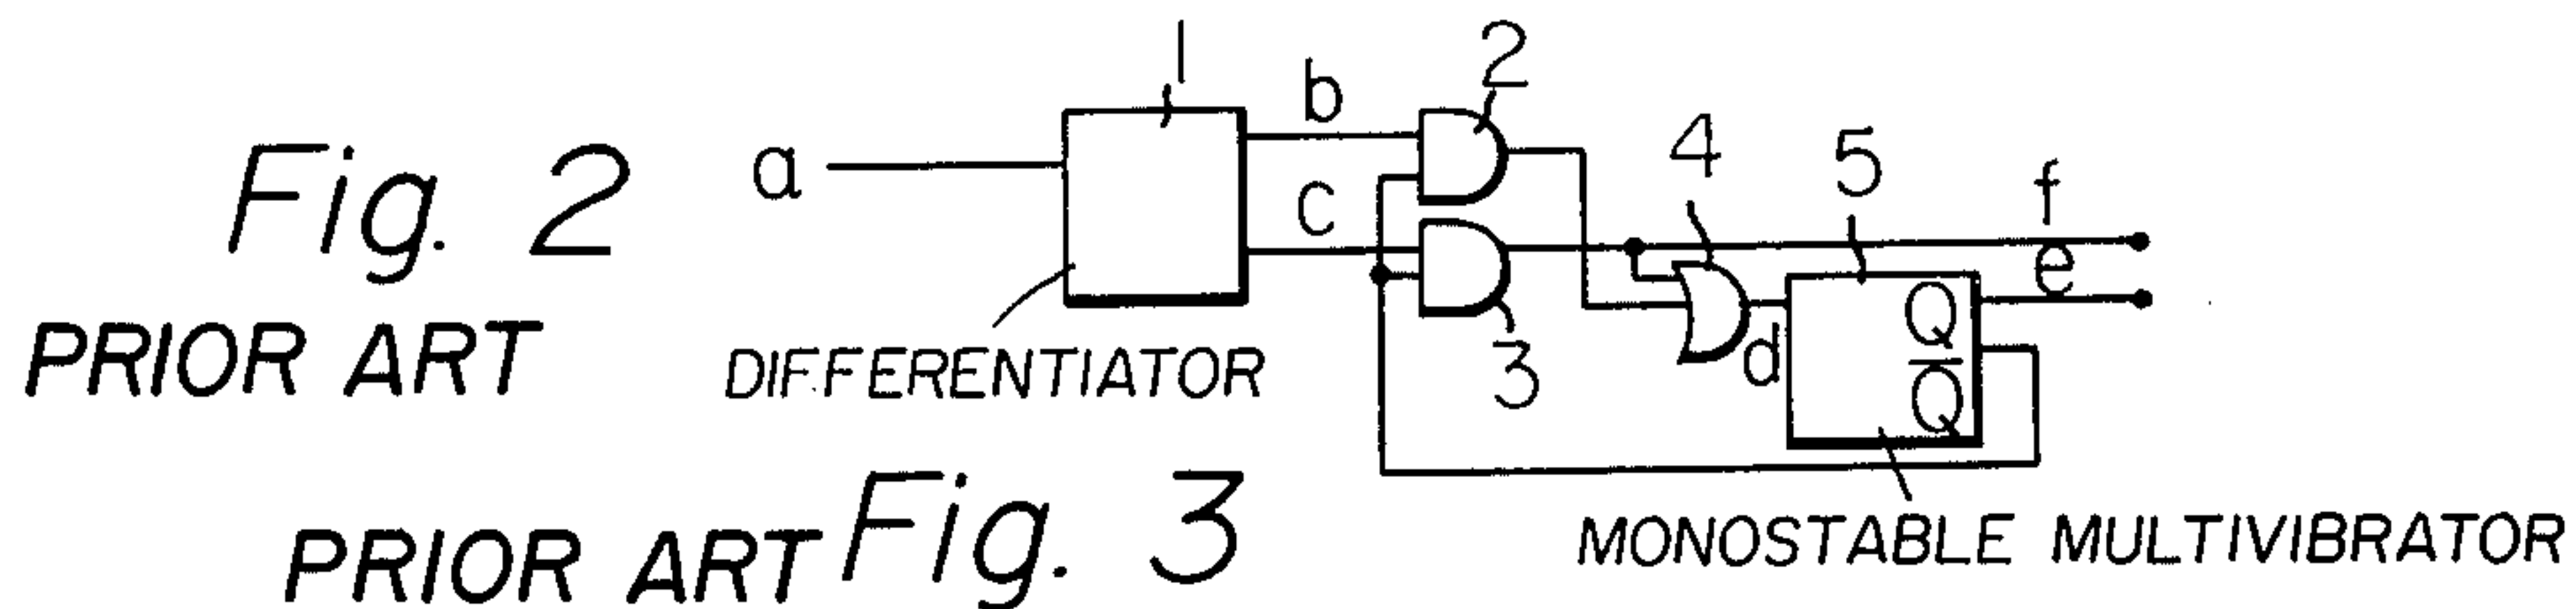 Fig. 2
PRIOR ART
1
a
b
c
2
3
4
5
d
f
e
Q
Q̅
DIFFERENTIATOR
MONOSTABLE MULTIVIBRATOR
PRIOR ART Fig. 3